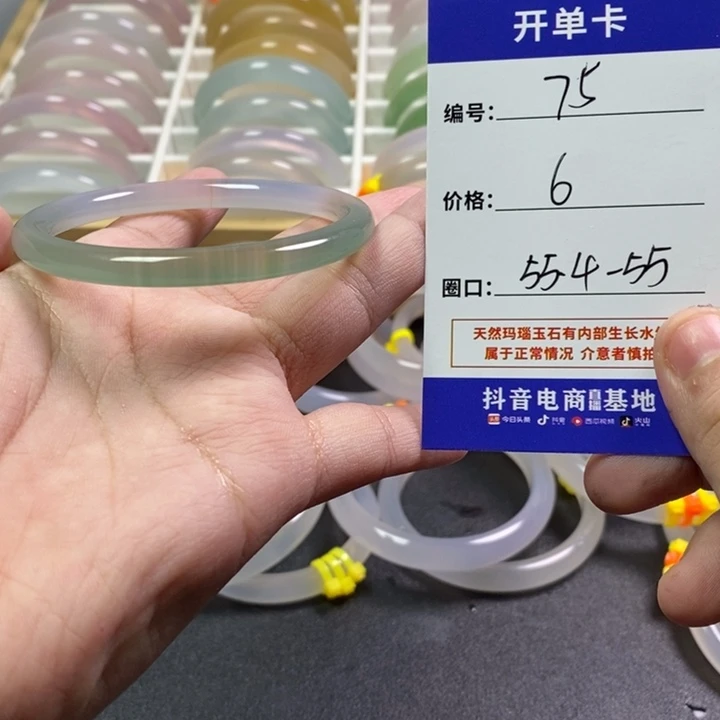 开单卡
编号: 75
价格: 6
圈口: 55.4-55
天然玛瑙玉石有内部生长水
属于正常情况 介意者慎拍
抖音电商直播基地
今日头条 抖音 西瓜视频 火山